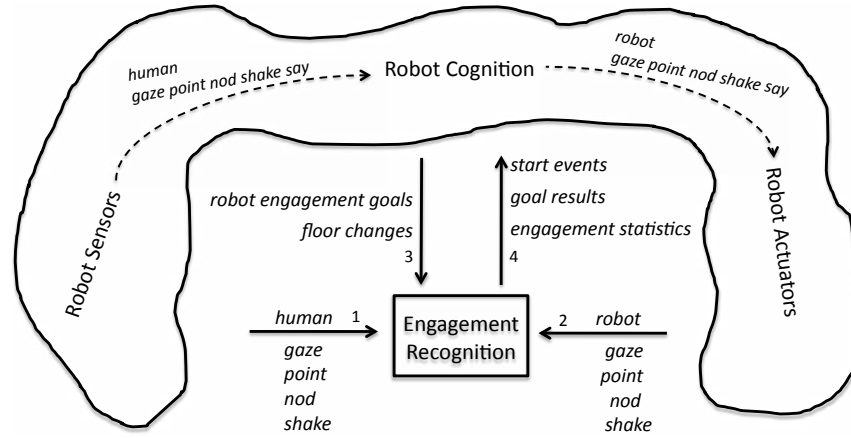 human
gaze point nod shake say
Robot Cognition
robot
gaze point nod shake say
Robot Sensors
Robot Actuators
robot engagement goals
floor changes
3
start events
goal results
engagement statistics
4
human 1
gaze
point
nod
shake
Engagement
Recognition
2 robot
gaze
point
nod
shake